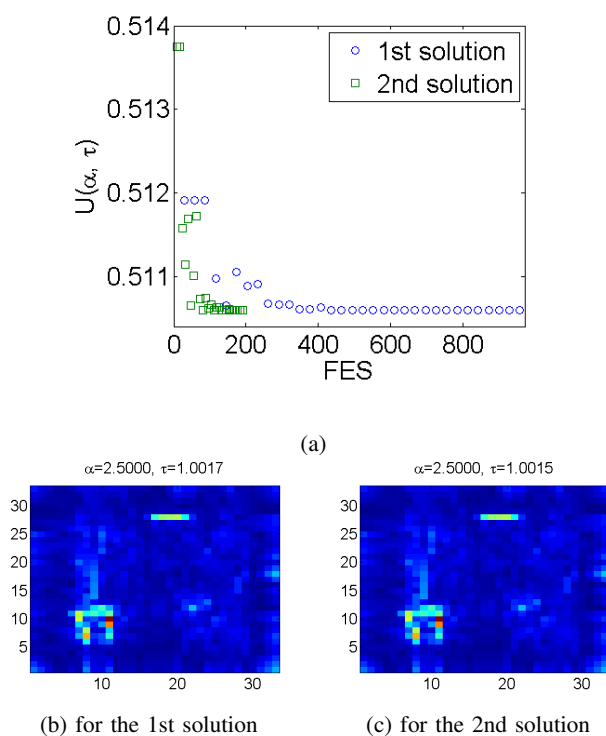 0.514
0.513
0.512
0.511
U(α, τ)
1st solution
2nd solution
0 200 400 600 800
FES
(a)
α=2.5000, τ=1.0017
30
25
20
15
10
5
10 20 30
(b) for the 1st solution
α=2.5000, τ=1.0015
30
25
20
15
10
5
10 20 30
(c) for the 2nd solution